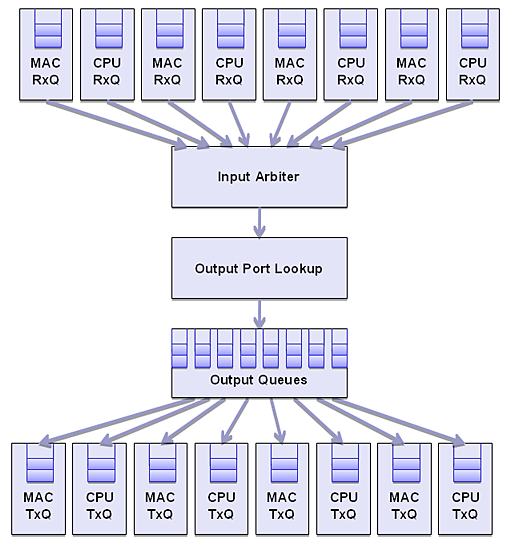 MAC RxQ
CPU RxQ
MAC RxQ
CPU RxQ
MAC RxQ
CPU RxQ
MAC RxQ
CPU RxQ
Input Arbiter
Output Port Lookup
Output Queues
MAC TxQ
CPU TxQ
MAC TxQ
CPU TxQ
MAC TxQ
CPU TxQ
MAC TxQ
CPU TxQ